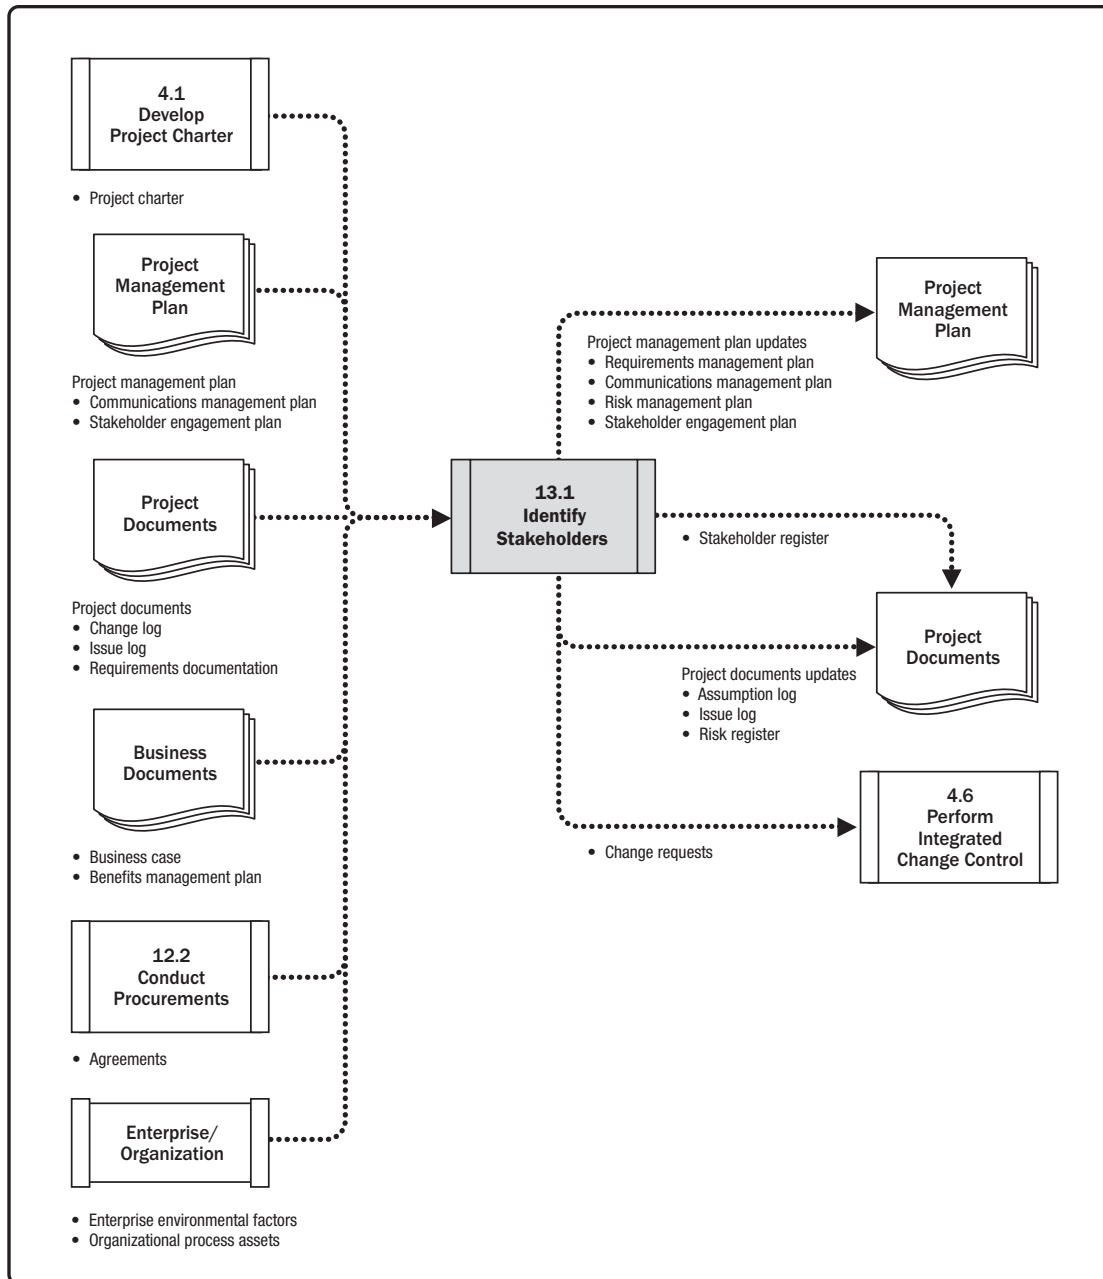 4.1
Develop
Project Charter
• Project charter
Project
Management
Plan
Project management plan
• Communications management plan
• Stakeholder engagement plan
Project
Documents
Project documents
• Change log
• Issue log
• Requirements documentation
Business
Documents
• Business case
• Benefits management plan
12.2
Conduct
Procurements
• Agreements
Enterprise/
Organization
• Enterprise environmental factors
• Organizational process assets
13.1
Identify
Stakeholders
Project management plan updates
• Requirements management plan
• Communications management plan
• Risk management plan
• Stakeholder engagement plan
Project
Management
Plan
• Stakeholder register
Project documents updates
• Assumption log
• Issue log
• Risk register
Project
Documents
• Change requests
4.6
Perform
Integrated
Change Control